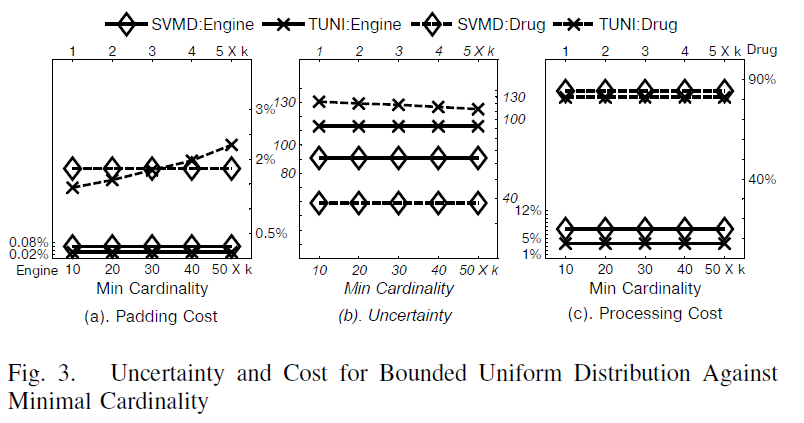 SVMD:Engine TUNI:Engine SVMD:Drug TUNI:Drug
1 2 3 4 5 X k
1 2 3 4 5 X k
1 2 3 4 5 X k Drug
3%
2%
0.5%
0.08%
0.02%
Engine 10 20 30 40 50 X k
Min Cardinality
(a). Padding Cost
130
100
80
130
100
40
10 20 30 40 50 X k
Min Cardinality
(b). Uncertainty
90%
40%
12%
5%
1%
10 20 30 40 50 X k
Min Cardinality
(c). Processing Cost
Fig. 3. Uncertainty and Cost for Bounded Uniform Distribution Against
Minimal Cardinality